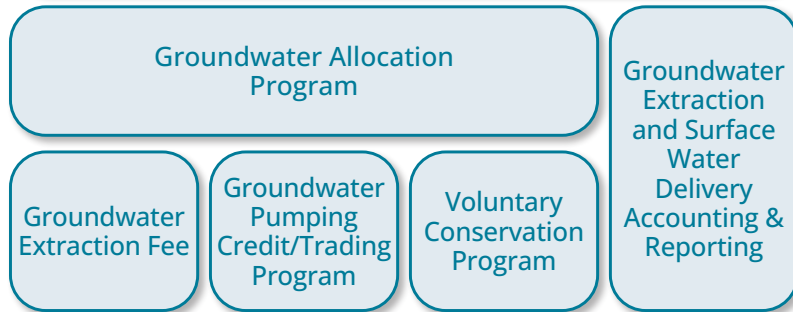 Groundwater Allocation
Program
Groundwater
Extraction
and Surface
Water
Delivery
Accounting &
Reporting
Groundwater
Extraction Fee
Groundwater
Pumping
Credit/Trading
Program
Voluntary
Conservation
Program